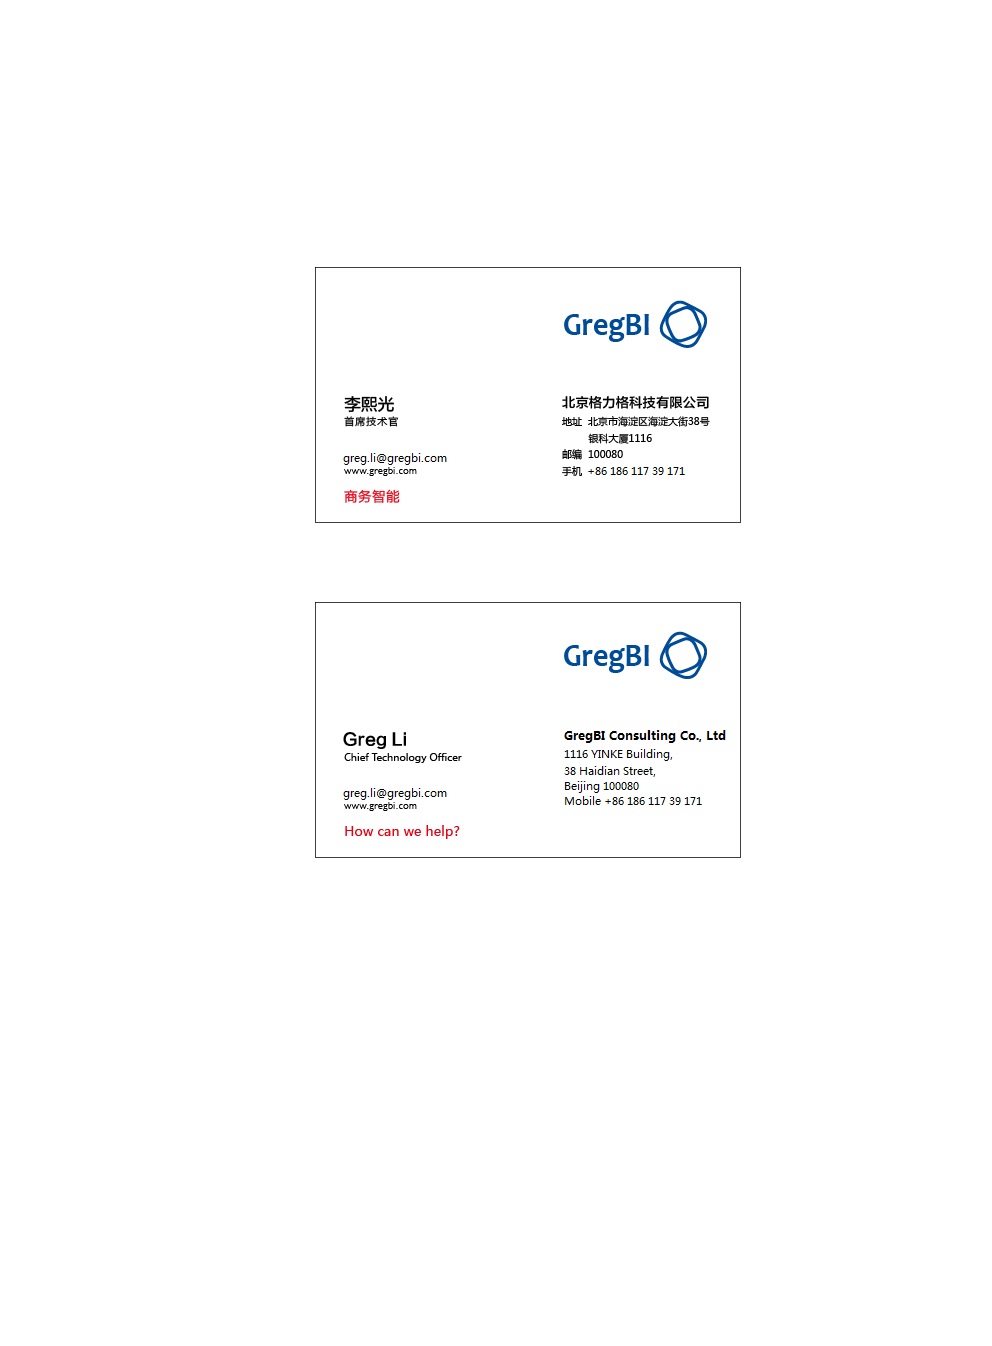 GregBI
李熙光
首席技术官
greg.li@gregbi.com
www.gregbi.com
商务智能
北京格力格科技有限公司
地址 北京市海淀区海淀大街38号
银科大厦1116
邮编 100080
手机 +86 186 117 39 171
GregBI
Greg Li
Chief Technology Officer
greg.li@gregbi.com
www.gregbi.com
How can we help?
GregBI Consulting Co., Ltd
1116 YINKE Building,
38 Haidian Street,
Beijing 100080
Mobile +86 186 117 39 171